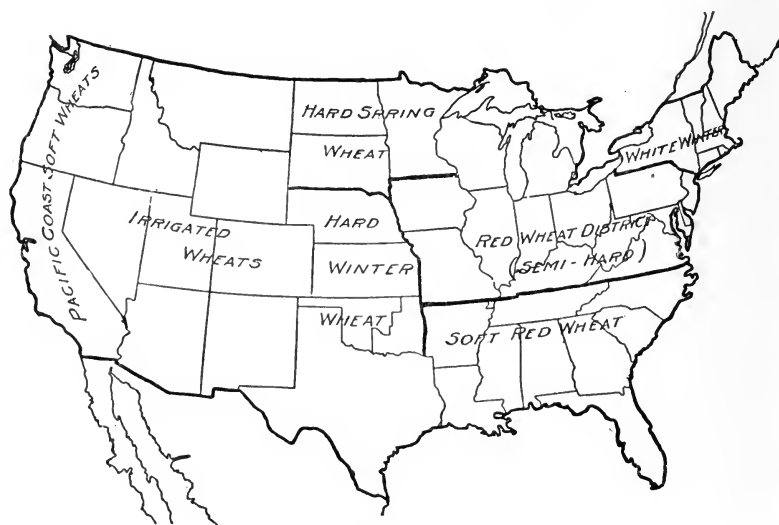 PACIFIC COAST SOFT WHEATS
IRRIGATED
WHEATS
HARD SPRING
WHEAT
HARD
WINTER
WHEAT
RED WHEAT DISTRICT
(SEMI-HARD)
SOFT RED WHEAT
WHITE WINTER